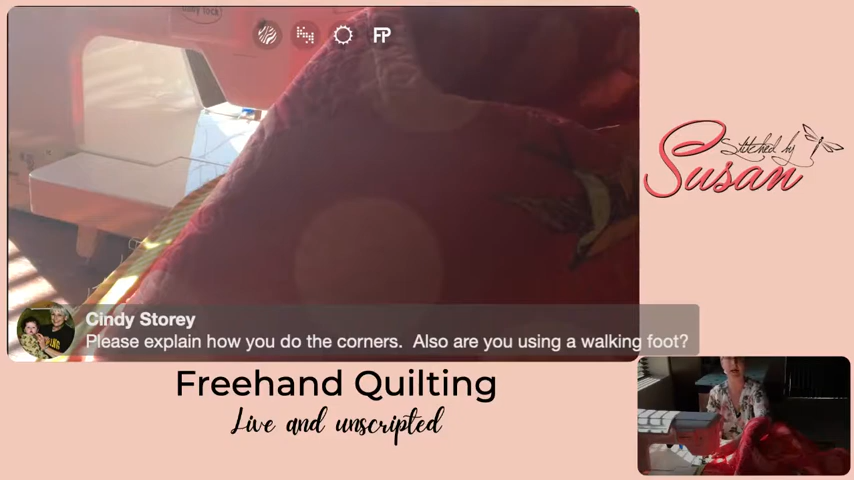 FP
Stitched by
Susan
Cindy Storey
Please explain how you do the corners. Also are you using a walking foot?
Freehand Quilting
Live and unscripted